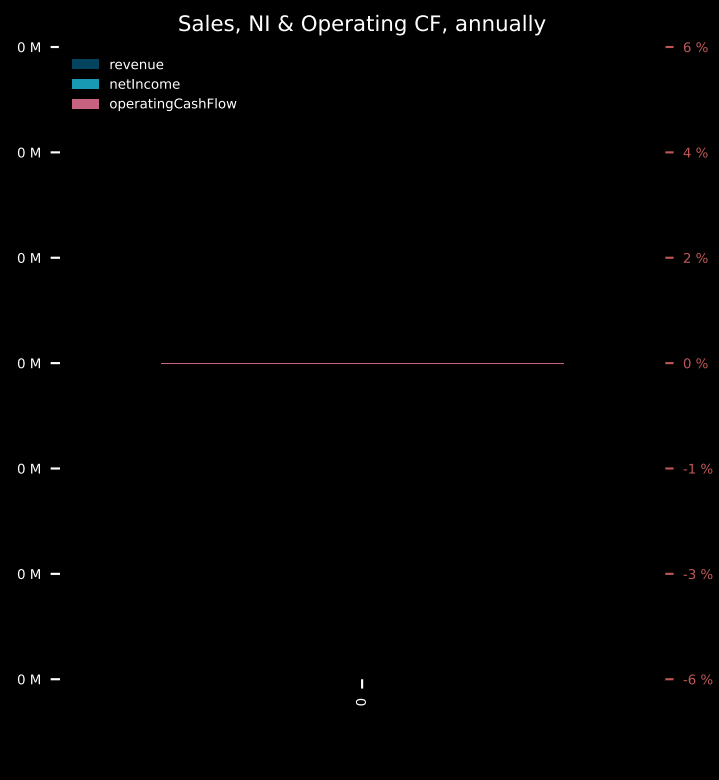 Sales, NI & Operating CF, annually
0 M
6 %
revenue
netIncome
operatingCashFlow
0 M
4 %
0 M
2 %
0 M
0 %
0 M
-1 %
0 M
-3 %
0 M
-6 %
0